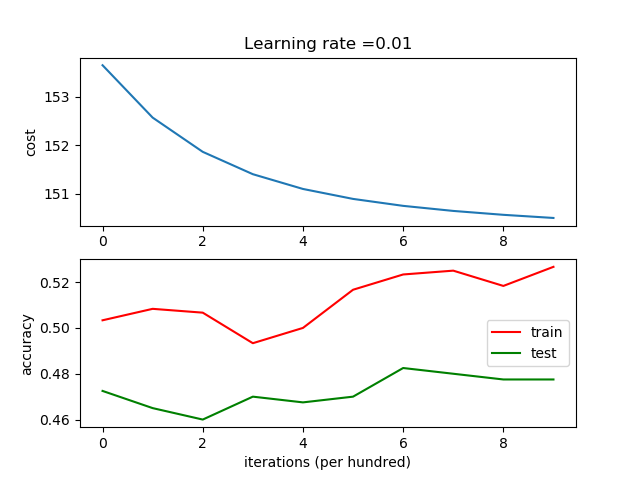 Learning rate =0.01
153
152
151
cost
0 2 4 6 8
0.52
0.50
0.48
0.46
accuracy
train
test
0 2 4 6 8
iterations (per hundred)